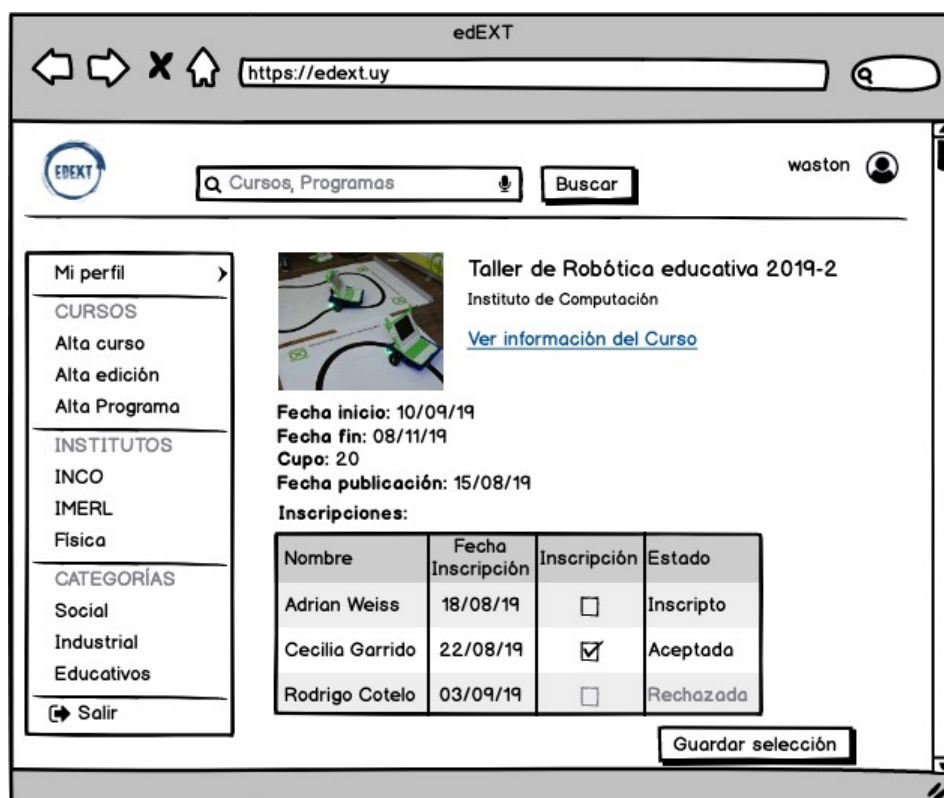 edEXT
https://edext.uy
EDEXT
Cursos, Programas
Buscar
waston
Mi perfil
CURSOS
Alta curso
Alta edición
Alta Programa
INSTITUTOS
INCO
IMERL
Física
CATEGORÍAS
Social
Industrial
Educativos
Salir
Taller de Robótica educativa 2019-2
Instituto de Computación
Ver información del Curso
Fecha inicio: 10/09/19
Fecha fin: 08/11/19
Cupo: 20
Fecha publicación: 15/08/19
Inscripciones:
Nombre Fecha Inscripción Inscripción Estado
Adrian Weiss 18/08/19 Inscripto
Cecilia Garrido 22/08/19 Aceptada
Rodrigo Cotelo 03/09/19 Rechazada
Guardar selección